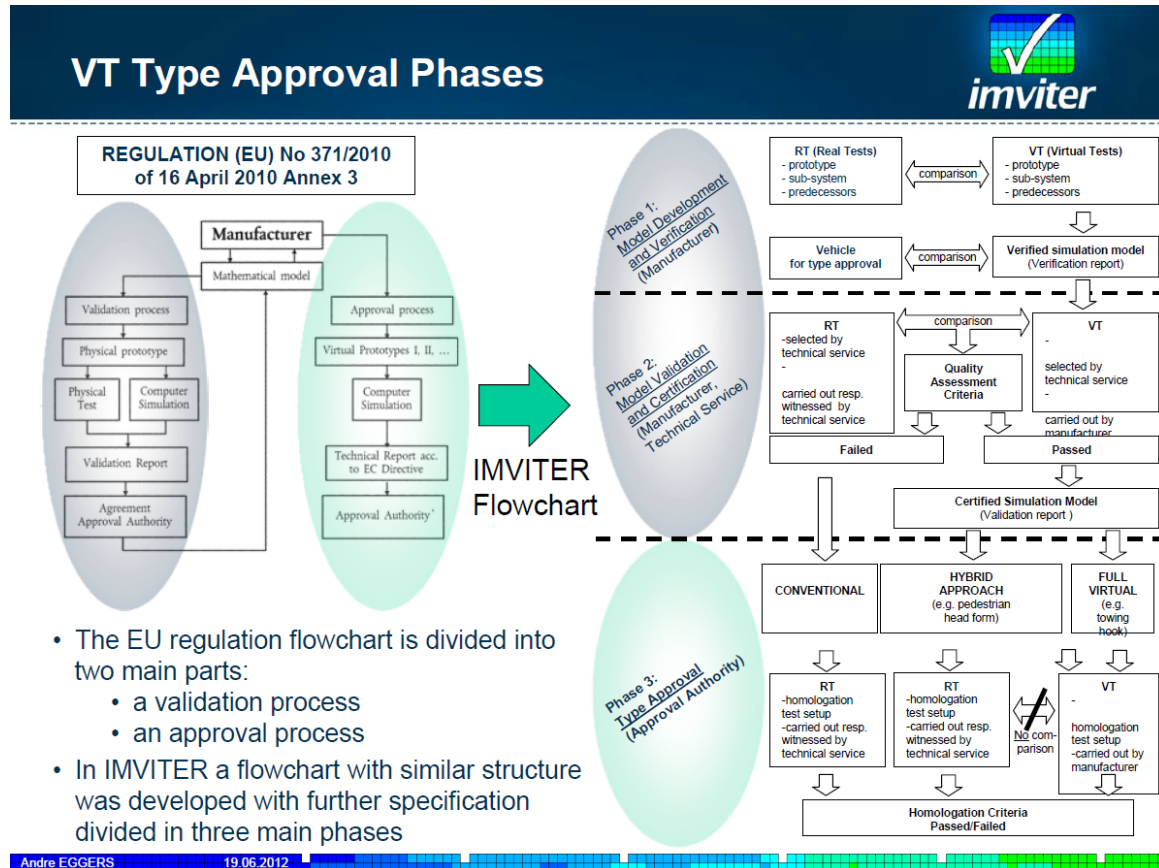 VT Type Approval Phases
imviter
REGULATION (EU) No 371/2010
of 16 April 2010 Annex 3
Manufacturer
Mathematical model
Validation process
Physical prototype
Physical
Test
Computer
Simulation
Validation Report
Agreement
Approval Authority
Approval process
Virtual Prototypes I, II, ...
Computer
Simulation
Technical Report acc.
to EC Directive
Approval Authority*
IMVITER
Flowchart
• The EU regulation flowchart is divided into
two main parts:
• a validation process
• an approval process
• In IMVITER a flowchart with similar structure
was developed with further specification
divided in three main phases
Phase 1:
Model Development
and Verification
(Manufacturer)
RT (Real Tests)
- prototype
- sub-system
- predecessors
comparison
VT (Virtual Tests)
- prototype
- sub-system
- predecessors
Vehicle
for type approval
comparison
Verified simulation model
(Verification report)
Phase 2:
Model Validation
and Certification
(Manufacturer,
Technical Service)
RT
-selected by
technical service
-
carried out resp.
witnessed by
technical service
comparison
Quality
Assessment
Criteria
VT
-
selected by
technical service
-
carried out by
manufacturer
Failed
Passed
Certified Simulation Model
(Validation report )
Phase 3:
Type Approval
(Approval Authority)
CONVENTIONAL
HYBRID
APPROACH
(e.g. pedestrian
head form)
FULL
VIRTUAL
(e.g.
towing
hook)
RT
-homologation
test setup
-carried out resp.
witnessed by
technical service
RT
-homologation
test setup
-carried out resp.
witnessed by
technical service
No com-
parison
VT
-
homologation
test setup
-carried out by
manufacturer
Homologation Criteria
Passed/Failed
Andre EGGERS 19.06.2012